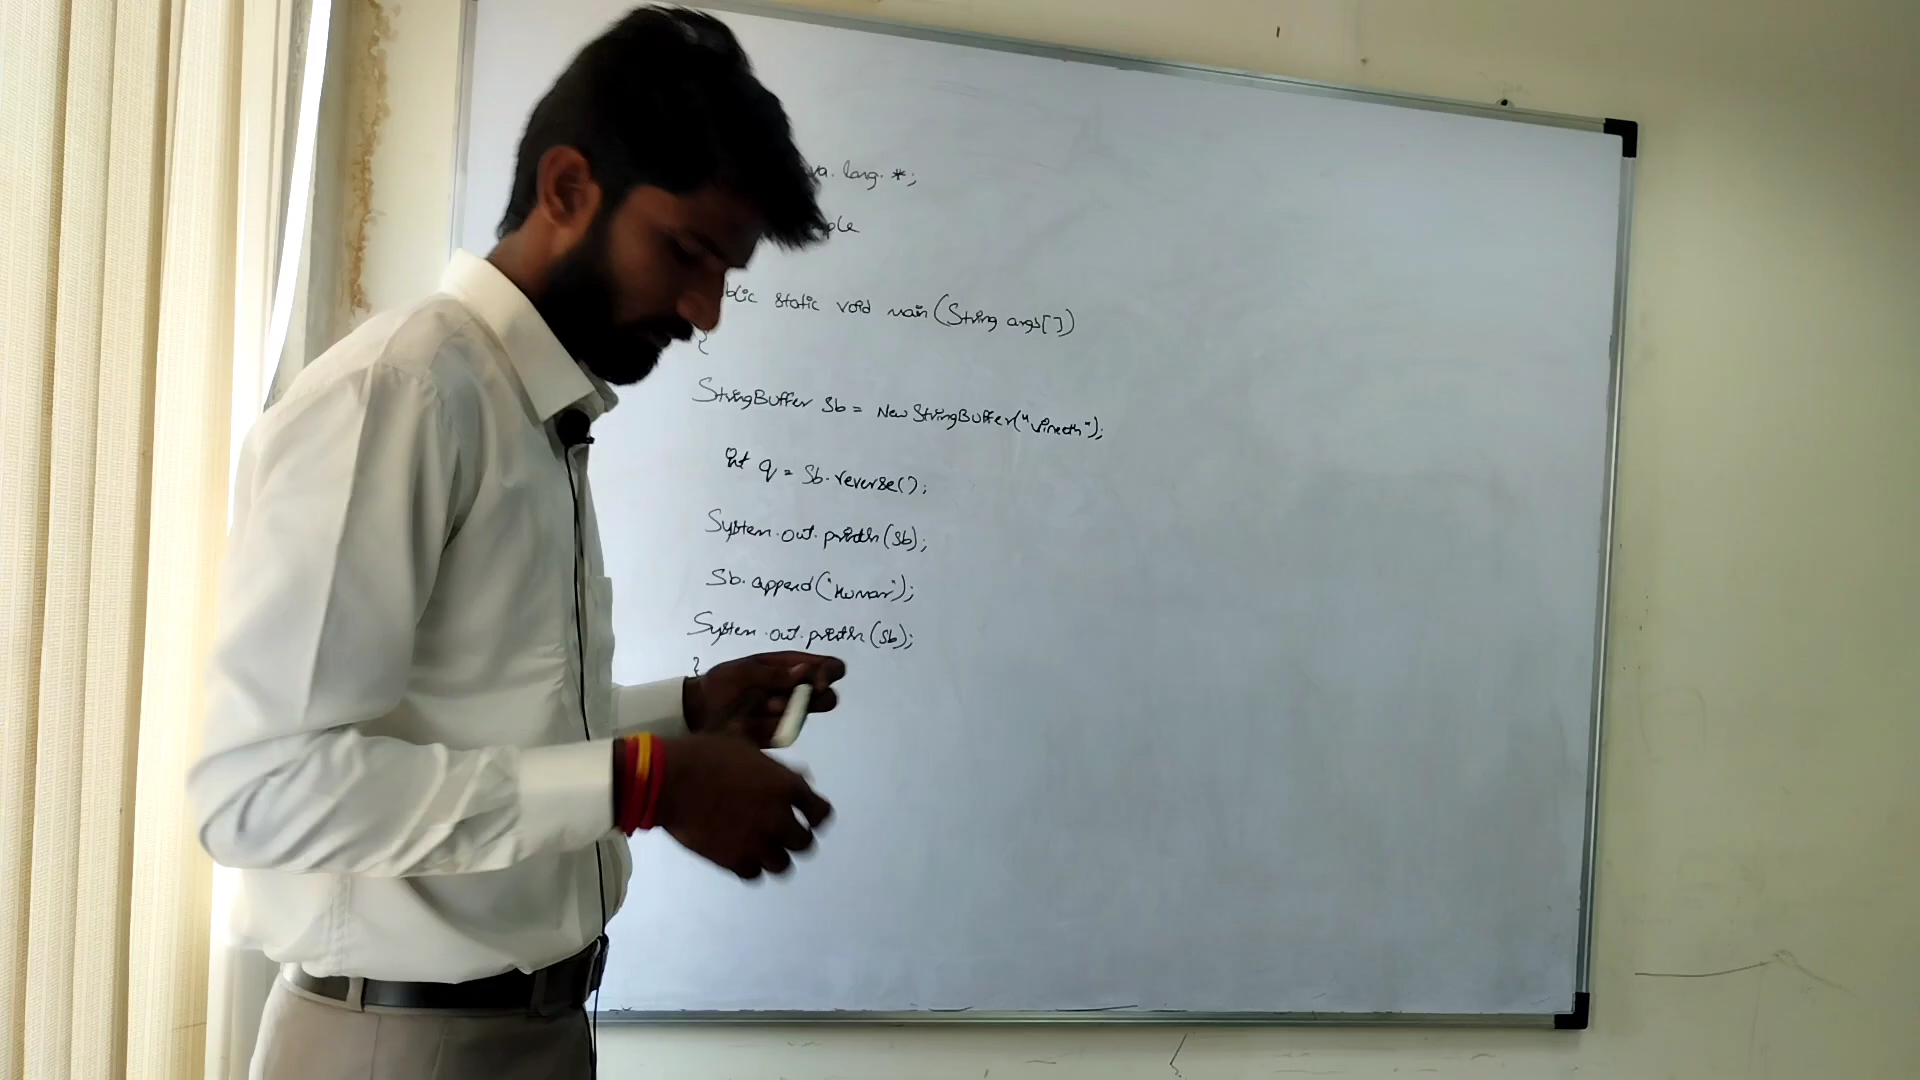 va. lang. *;
ple
blic static void main(String args[])
{
StringBuffer sb = New StringBuffer("Vineeth");
int q = Sb.reverse();
System.out.println(sb);
Sb.append("kumar");
System.out.println(sb);
}